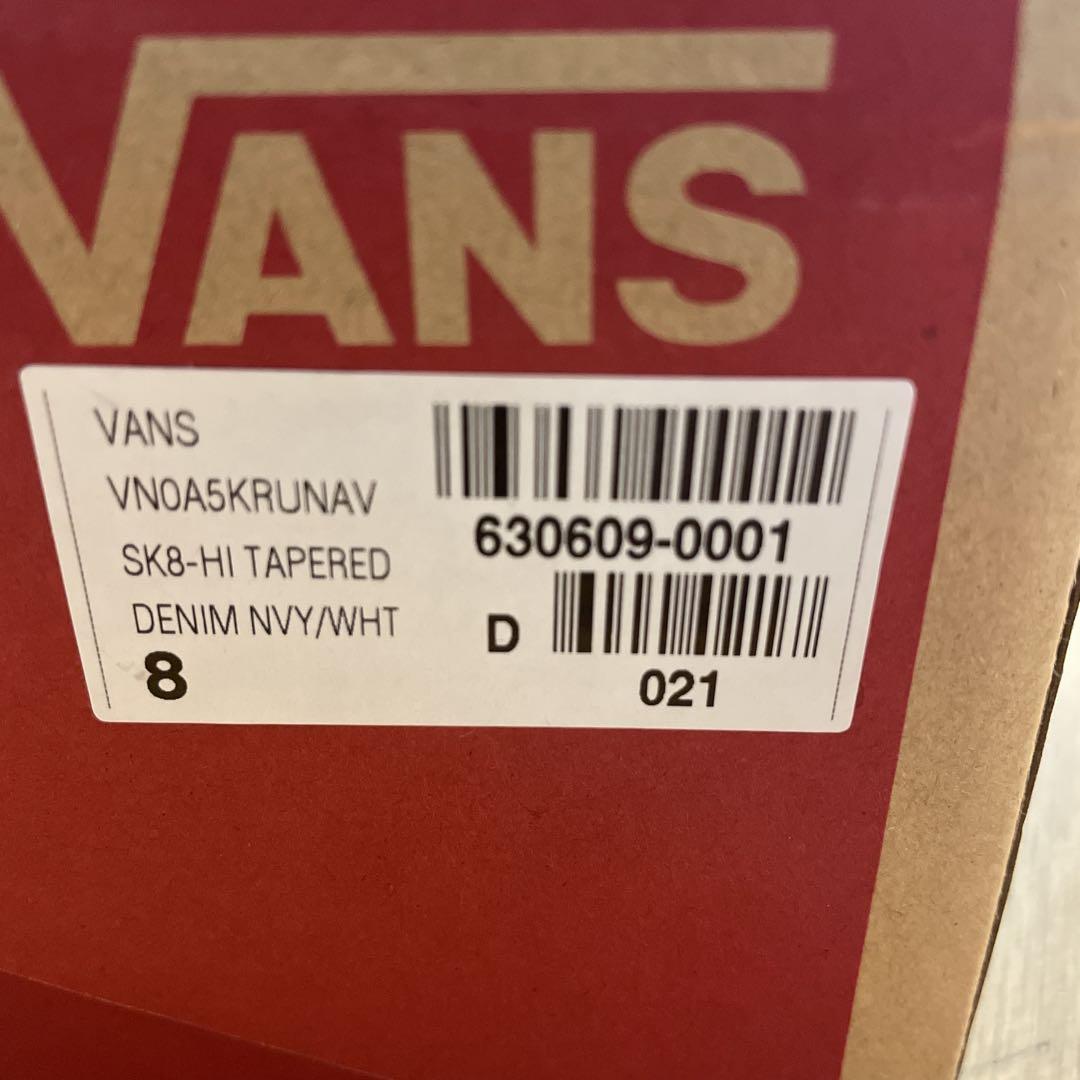 VANS
VANS
VN0A5KRUNAV
SK8-HI TAPERED
DENIM NVY/WHT
8
630609-0001
D
021